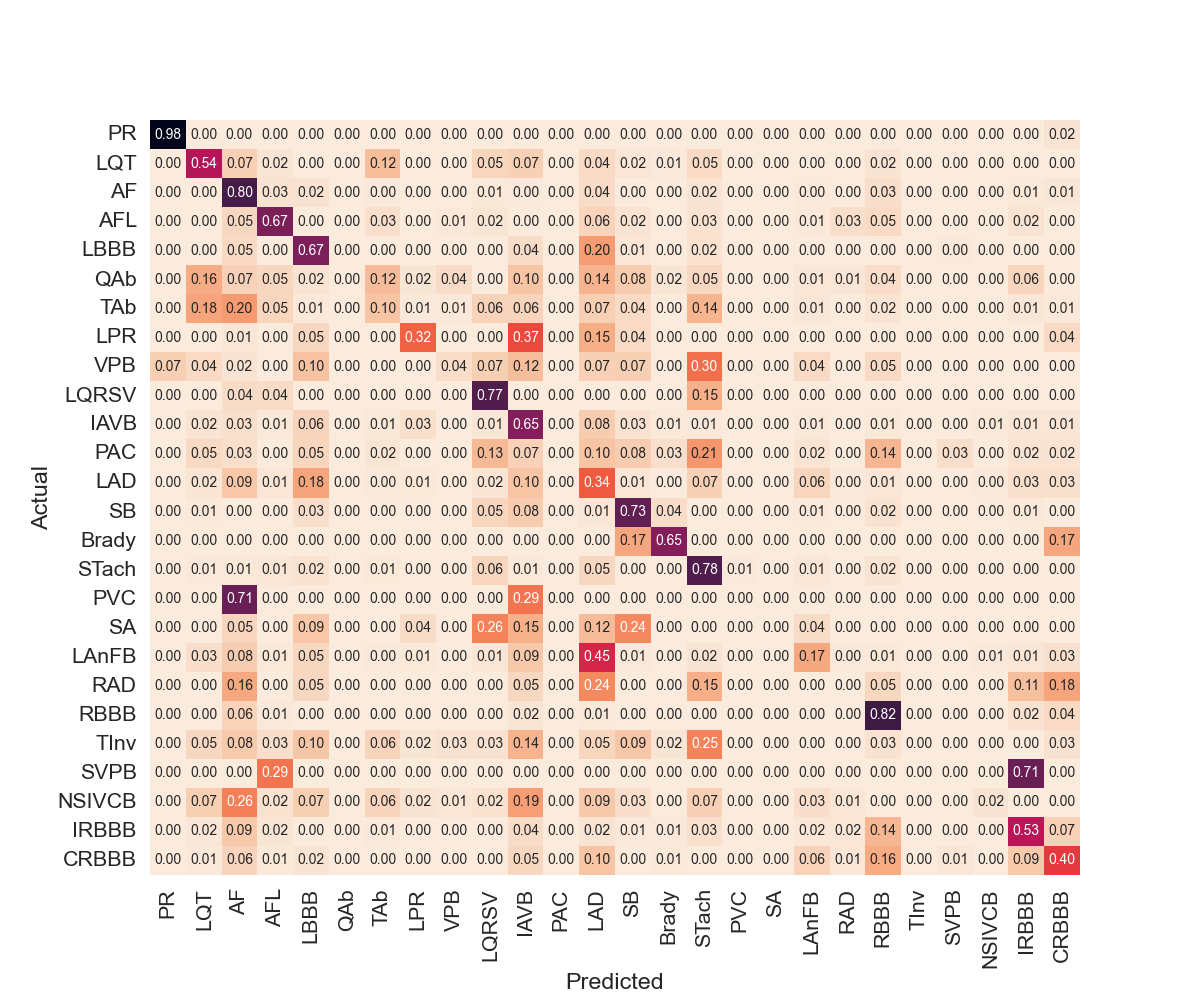 PR 0.98 0.00 0.00 0.00 0.00 0.00 0.00 0.00 0.00 0.00 0.00 0.00 0.00 0.00 0.00 0.00 0.00 0.00 0.00 0.00 0.00 0.00 0.00 0.00 0.00 0.02
LQT 0.00 0.54 0.07 0.02 0.00 0.00 0.12 0.00 0.00 0.05 0.07 0.00 0.04 0.02 0.01 0.05 0.00 0.00 0.00 0.00 0.02 0.00 0.00 0.00 0.00 0.00
AF 0.00 0.00 0.80 0.03 0.02 0.00 0.00 0.00 0.00 0.01 0.00 0.00 0.04 0.00 0.00 0.02 0.00 0.00 0.00 0.00 0.03 0.00 0.00 0.00 0.01 0.01
AFL 0.00 0.00 0.05 0.67 0.00 0.00 0.03 0.00 0.01 0.02 0.00 0.00 0.06 0.02 0.00 0.03 0.00 0.00 0.01 0.03 0.05 0.00 0.00 0.00 0.02 0.00
LBBB 0.00 0.00 0.05 0.00 0.67 0.00 0.00 0.00 0.00 0.00 0.04 0.00 0.20 0.01 0.00 0.02 0.00 0.00 0.00 0.00 0.00 0.00 0.00 0.00 0.00 0.00
QAb 0.00 0.16 0.07 0.05 0.02 0.00 0.12 0.02 0.04 0.00 0.10 0.00 0.14 0.08 0.02 0.05 0.00 0.00 0.01 0.01 0.04 0.00 0.00 0.00 0.06 0.00
TAb 0.00 0.18 0.20 0.05 0.01 0.00 0.10 0.01 0.01 0.06 0.06 0.00 0.07 0.04 0.00 0.14 0.00 0.00 0.01 0.00 0.02 0.00 0.00 0.00 0.01 0.01
LPR 0.00 0.00 0.01 0.00 0.05 0.00 0.00 0.32 0.00 0.00 0.37 0.00 0.15 0.04 0.00 0.00 0.00 0.00 0.00 0.00 0.00 0.00 0.00 0.00 0.00 0.04
VPB 0.07 0.04 0.02 0.00 0.10 0.00 0.00 0.00 0.04 0.07 0.12 0.00 0.07 0.07 0.00 0.30 0.00 0.00 0.04 0.00 0.05 0.00 0.00 0.00 0.00 0.00
LQRSV 0.00 0.00 0.04 0.04 0.00 0.00 0.00 0.00 0.00 0.77 0.00 0.00 0.00 0.00 0.00 0.15 0.00 0.00 0.00 0.00 0.00 0.00 0.00 0.00 0.00 0.00
IAVB 0.00 0.02 0.03 0.01 0.06 0.00 0.01 0.03 0.00 0.01 0.65 0.00 0.08 0.03 0.01 0.01 0.00 0.00 0.01 0.00 0.01 0.00 0.00 0.01 0.01 0.01
PAC 0.00 0.05 0.03 0.00 0.05 0.00 0.02 0.00 0.00 0.13 0.07 0.00 0.10 0.08 0.03 0.21 0.00 0.00 0.02 0.00 0.14 0.00 0.03 0.00 0.02 0.02
LAD 0.00 0.02 0.09 0.01 0.18 0.00 0.00 0.01 0.00 0.02 0.10 0.00 0.34 0.01 0.00 0.07 0.00 0.00 0.06 0.00 0.01 0.00 0.00 0.00 0.03 0.03
SB 0.00 0.01 0.00 0.00 0.03 0.00 0.00 0.00 0.00 0.05 0.08 0.00 0.01 0.73 0.04 0.00 0.00 0.00 0.01 0.00 0.02 0.00 0.00 0.00 0.01 0.00
Brady 0.00 0.00 0.00 0.00 0.00 0.00 0.00 0.00 0.00 0.00 0.00 0.00 0.00 0.17 0.65 0.00 0.00 0.00 0.00 0.00 0.00 0.00 0.00 0.00 0.00 0.17
STach 0.00 0.01 0.01 0.01 0.02 0.00 0.01 0.00 0.00 0.06 0.01 0.00 0.05 0.00 0.00 0.78 0.01 0.00 0.01 0.00 0.02 0.00 0.00 0.00 0.00 0.00
PVC 0.00 0.00 0.71 0.00 0.00 0.00 0.00 0.00 0.00 0.00 0.29 0.00 0.00 0.00 0.00 0.00 0.00 0.00 0.00 0.00 0.00 0.00 0.00 0.00 0.00 0.00
SA 0.00 0.00 0.05 0.00 0.09 0.00 0.00 0.04 0.00 0.26 0.15 0.00 0.12 0.24 0.00 0.00 0.00 0.00 0.04 0.00 0.00 0.00 0.00 0.00 0.00 0.00
LAnFB 0.00 0.03 0.08 0.01 0.05 0.00 0.00 0.01 0.00 0.01 0.09 0.00 0.45 0.01 0.00 0.02 0.00 0.00 0.17 0.00 0.01 0.00 0.00 0.01 0.01 0.03
RAD 0.00 0.00 0.16 0.00 0.05 0.00 0.00 0.00 0.00 0.00 0.05 0.00 0.24 0.00 0.00 0.15 0.00 0.00 0.00 0.00 0.05 0.00 0.00 0.00 0.11 0.18
RBBB 0.00 0.00 0.06 0.01 0.00 0.00 0.00 0.00 0.00 0.00 0.02 0.00 0.01 0.00 0.00 0.00 0.00 0.00 0.00 0.00 0.82 0.00 0.00 0.00 0.02 0.04
TInv 0.00 0.05 0.08 0.03 0.10 0.00 0.06 0.02 0.03 0.03 0.14 0.00 0.05 0.09 0.02 0.25 0.00 0.00 0.00 0.00 0.03 0.00 0.00 0.00 0.00 0.03
SVPB 0.00 0.00 0.00 0.29 0.00 0.00 0.00 0.00 0.00 0.00 0.00 0.00 0.00 0.00 0.00 0.00 0.00 0.00 0.00 0.00 0.00 0.00 0.00 0.00 0.71 0.00
NSIVCB 0.00 0.07 0.26 0.02 0.07 0.00 0.06 0.02 0.01 0.02 0.19 0.00 0.09 0.03 0.00 0.07 0.00 0.00 0.03 0.01 0.00 0.00 0.00 0.02 0.00 0.00
IRBBB 0.00 0.02 0.09 0.02 0.00 0.00 0.01 0.00 0.00 0.00 0.04 0.00 0.02 0.01 0.01 0.03 0.00 0.00 0.02 0.02 0.14 0.00 0.00 0.00 0.53 0.07
CRBBB 0.00 0.01 0.06 0.01 0.02 0.00 0.00 0.00 0.00 0.00 0.05 0.00 0.10 0.00 0.01 0.00 0.00 0.00 0.06 0.01 0.16 0.00 0.01 0.00 0.09 0.40
Actual
PR LQT AF AFL LBBB QAb TAb LPR VPB LQRSV IAVB PAC LAD SB Brady STach PVC SA LAnFB RAD RBBB TInv SVPB NSIVCB IRBBB CRBBB
Predicted